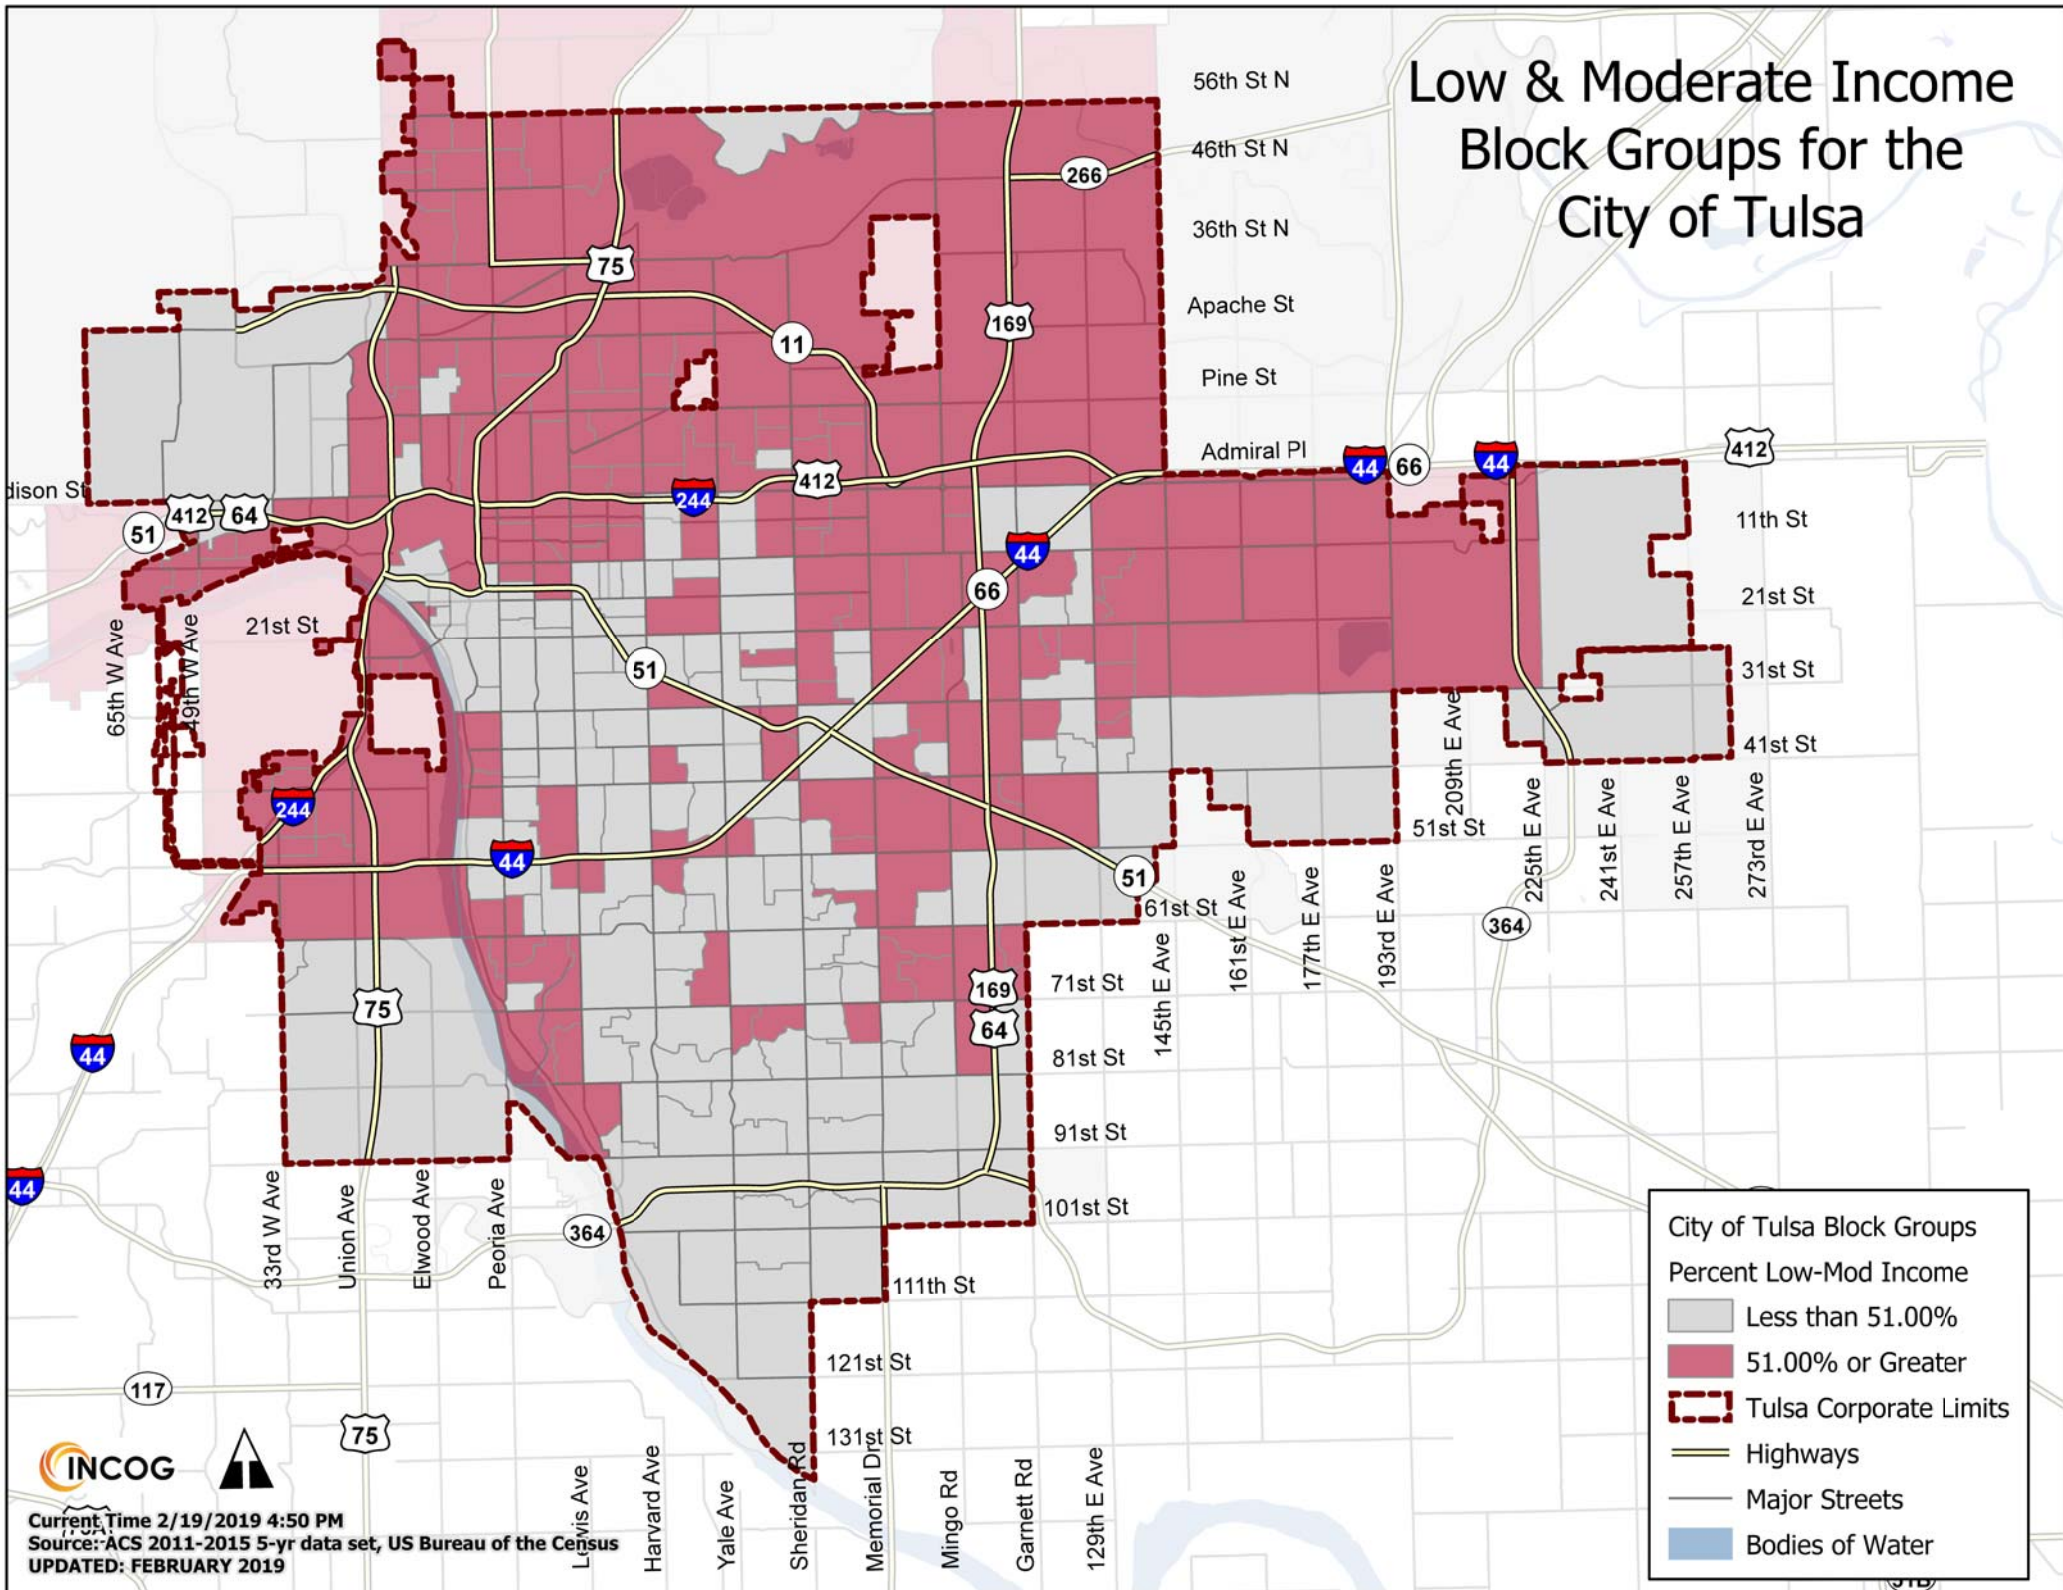 Low & Moderate Income
Block Groups for the
City of Tulsa
56th St N
46th St N
36th St N
Apache St
Pine St
Admiral Pl
11th St
21st St
31st St
41st St
51st St
61st St
71st St
81st St
91st St
101st St
111th St
121st St
131st St
21st St
dison St
65th W Ave
49th W Ave
33rd W Ave
Union Ave
Elwood Ave
Peoria Ave
Lewis Ave
Harvard Ave
Yale Ave
Sheridan Rd
Memorial Dr
Mingo Rd
Garnett Rd
129th E Ave
145th E Ave
161st E Ave
177th E Ave
193rd E Ave
209th E Ave
225th E Ave
241st E Ave
257th E Ave
273rd E Ave
266
75
169
11
412
244
412
64
51
44
66
44
412
44
66
51
244
44
51
364
169
64
75
44
44
364
117
75
City of Tulsa Block Groups
Percent Low-Mod Income
Less than 51.00%
51.00% or Greater
Tulsa Corporate Limits
Highways
Major Streets
Bodies of Water
INCOG
Current Time 2/19/2019 4:50 PM
Source: ACS 2011-2015 5-yr data set, US Bureau of the Census
UPDATED: FEBRUARY 2019